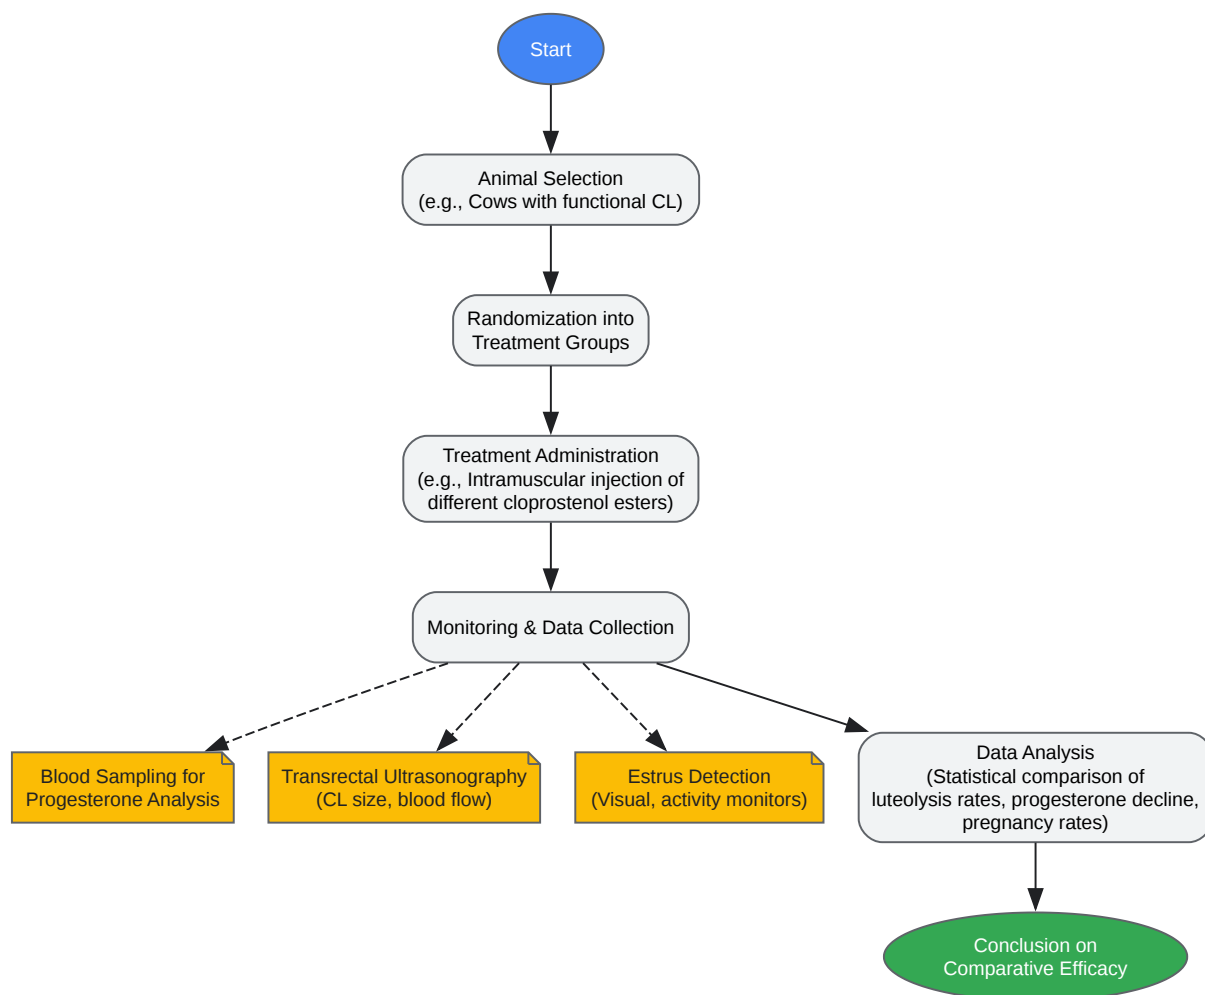 Start
Animal Selection
(e.g., Cows with functional CL)
Randomization into
Treatment Groups
Treatment Administration
(e.g., Intramuscular injection of
different cloprostenol esters)
Monitoring & Data Collection
Blood Sampling for
Progesterone Analysis
Transrectal Ultrasonography
(CL size, blood flow)
Estrus Detection
(Visual, activity monitors)
Data Analysis
(Statistical comparison of
luteolysis rates, progesterone decline,
pregnancy rates)
Conclusion on
Comparative Efficacy